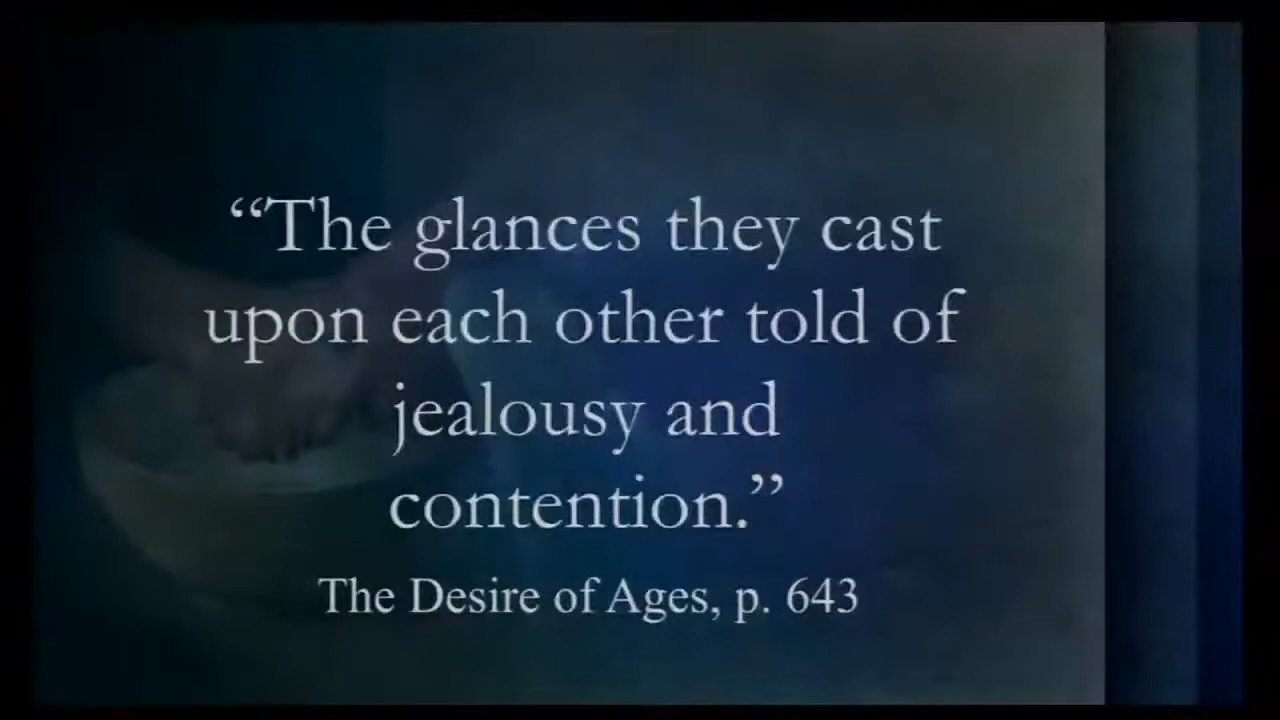 “The glances they cast
upon each other told of
jealousy and
contention.”
The Desire of Ages, p. 643